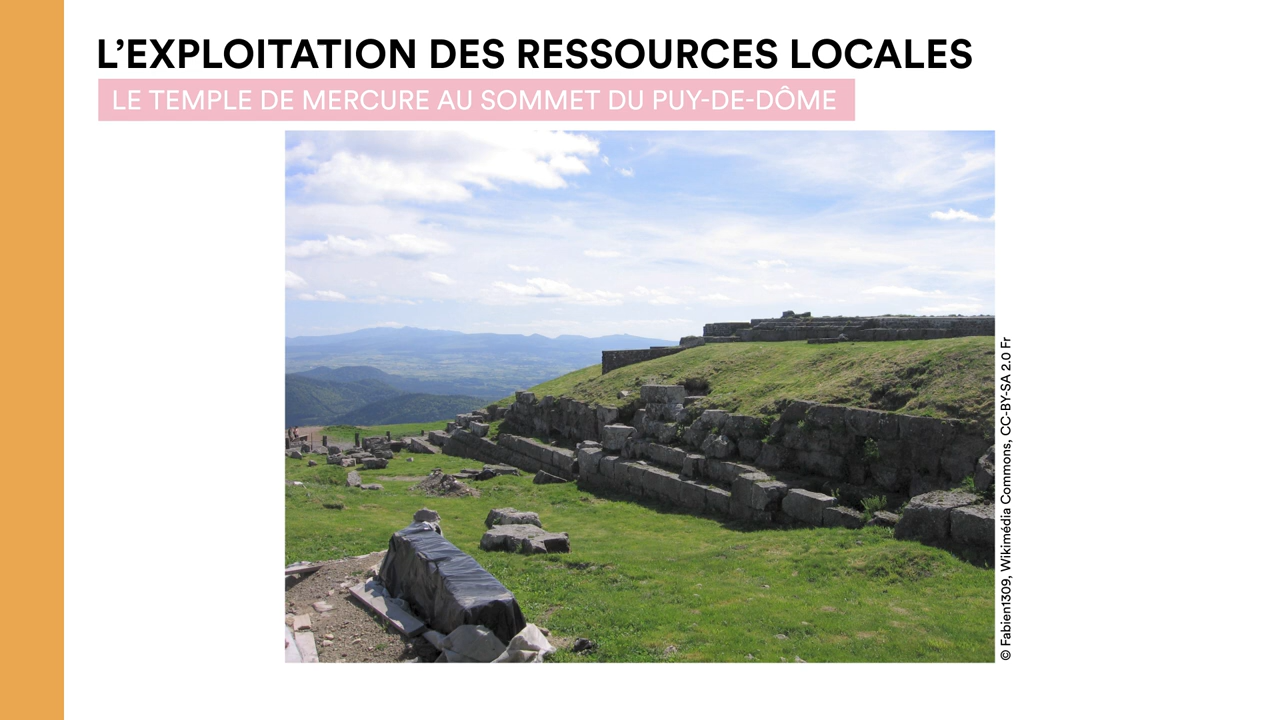 L’EXPLOITATION DES RESSOURCES LOCALES
LE TEMPLE DE MERCURE AU SOMMET DU PUY-DE-DÔME
© Fabien1309, Wikimédia Commons, CC-BY-SA 2.0 Fr